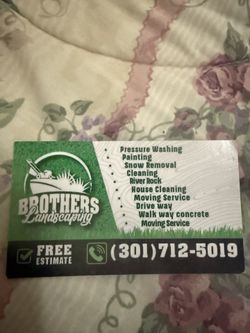 BROTHERS
Landscaping
Pressure Washing
Painting
Snow Removal
Cleaning
River Rock
House Cleaning
Moving Service
Drive way
Walk way concrete
Moving Service
FREE
ESTIMATE
(301)712-5019